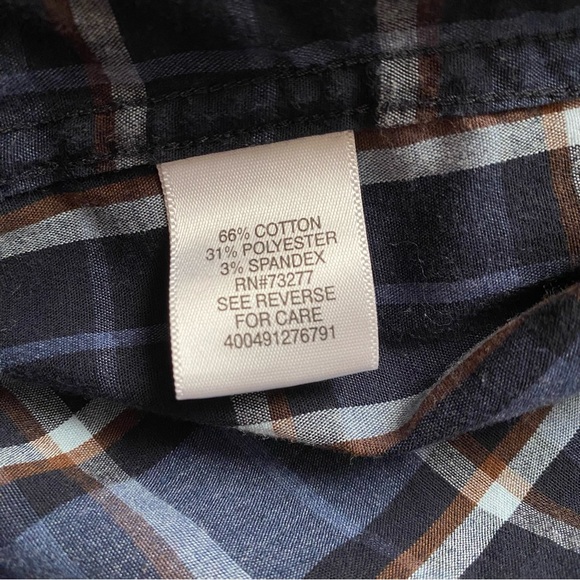 66% COTTON
31% POLYESTER
3% SPANDEX
RN#73277
SEE REVERSE
FOR CARE
400491276791